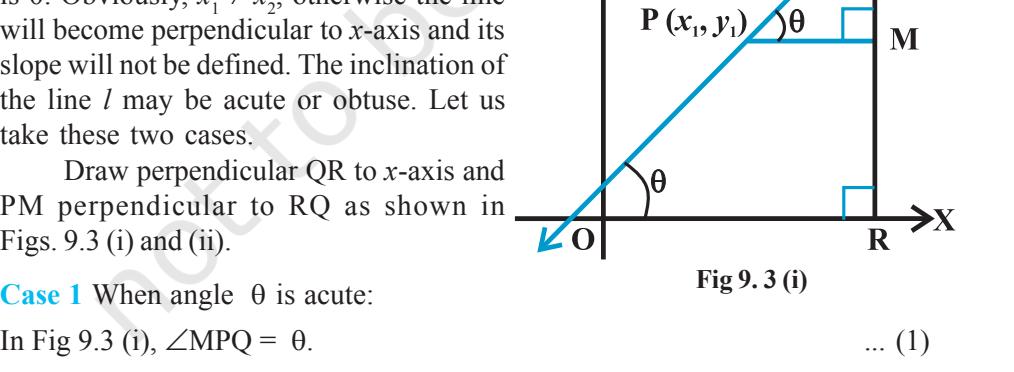 is θ. Obviously, x₁ ≠ x₂, otherwise the line
will become perpendicular to x-axis and its
slope will not be defined. The inclination of
the line l may be acute or obtuse. Let us
take these two cases.
Draw perpendicular QR to x-axis and
PM perpendicular to RQ as shown in
Figs. 9.3 (i) and (ii).
P (x₁, y₁)
θ
M
θ
O
R
X
Fig 9. 3 (i)
Case 1 When angle θ is acute:
In Fig 9.3 (i), ∠MPQ = θ. ... (1)
not to be